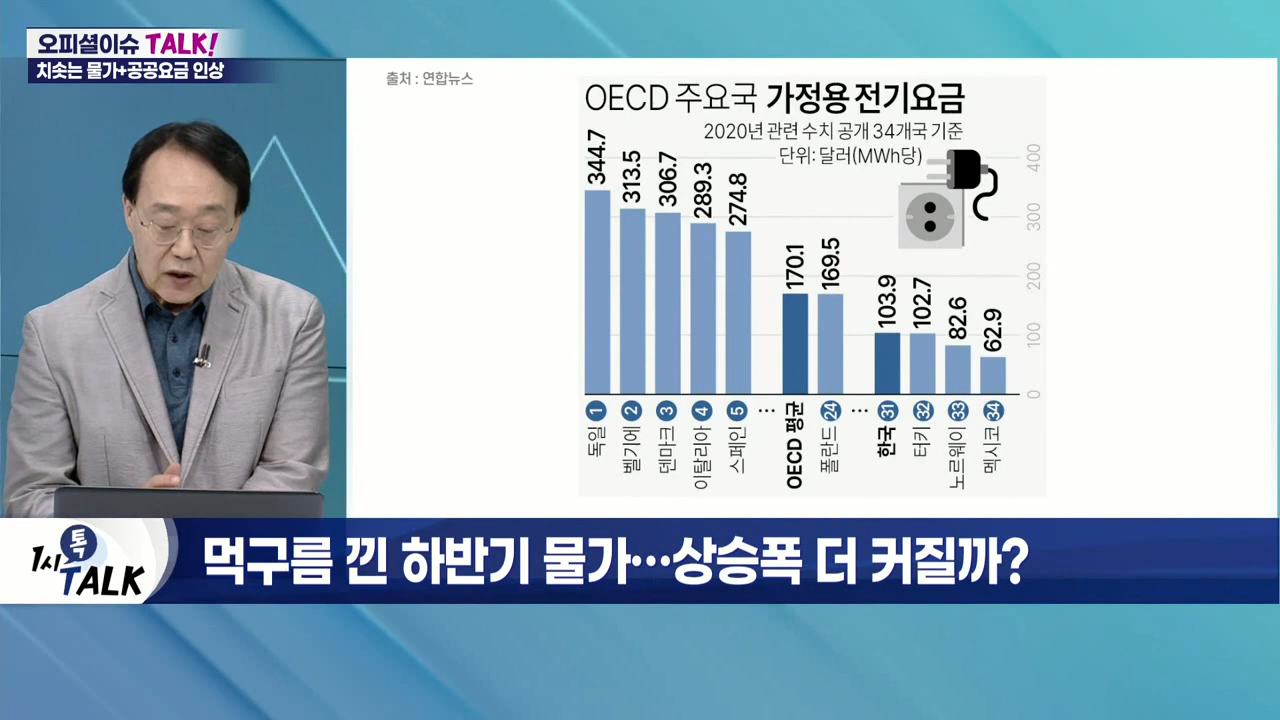 오피셜이슈 TALK!
치솟는 물가+공공요금 인상
출처 : 연합뉴스
OECD 주요국 가정용 전기요금
2020년 관련 수치 공개 34개국 기준
단위: 달러(MWh당)
344.7
313.5
306.7
289.3
274.8
170.1
169.5
103.9
102.7
82.6
62.9
400
300
200
100
0
1 2 3 4 5 ... ... 24 ... 31 32 33 34
독일
벨기에
덴마크
이탈리아
스페인
OECD 평균
폴란드
한국
터키
노르웨이
멕시코
1시 톡 TALK
먹구름 낀 하반기 물가…상승폭 더 커질까?